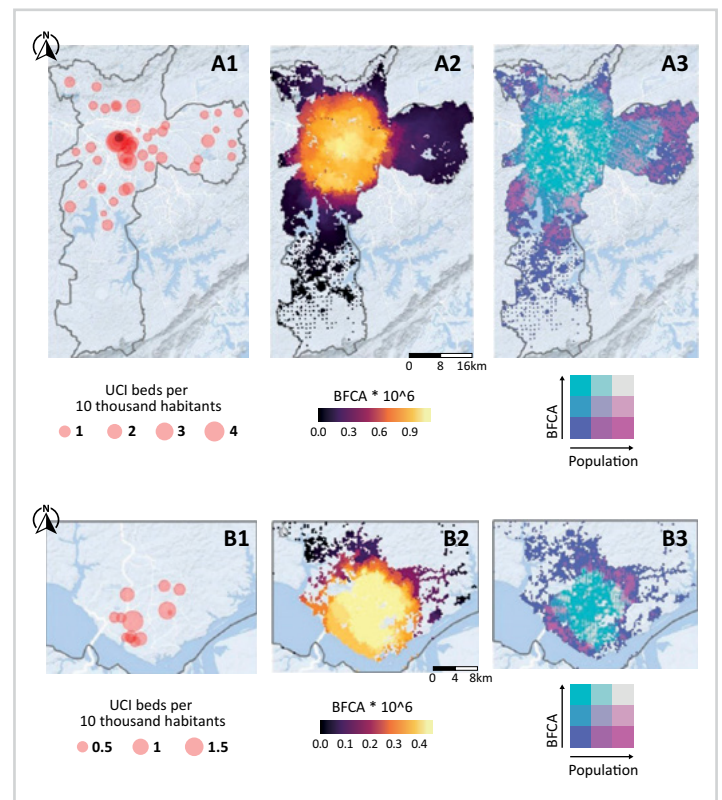 N
A1
A2
A3
0 8 16km
UCI beds per
10 thousand habitants
1 2 3 4
BFCA * 10^6
0.0 0.3 0.6 0.9
BFCA
Population
N
B1
B2
B3
0 4 8km
UCI beds per
10 thousand habitants
0.5 1 1.5
BFCA * 10^6
0.0 0.1 0.2 0.3 0.4
BFCA
Population